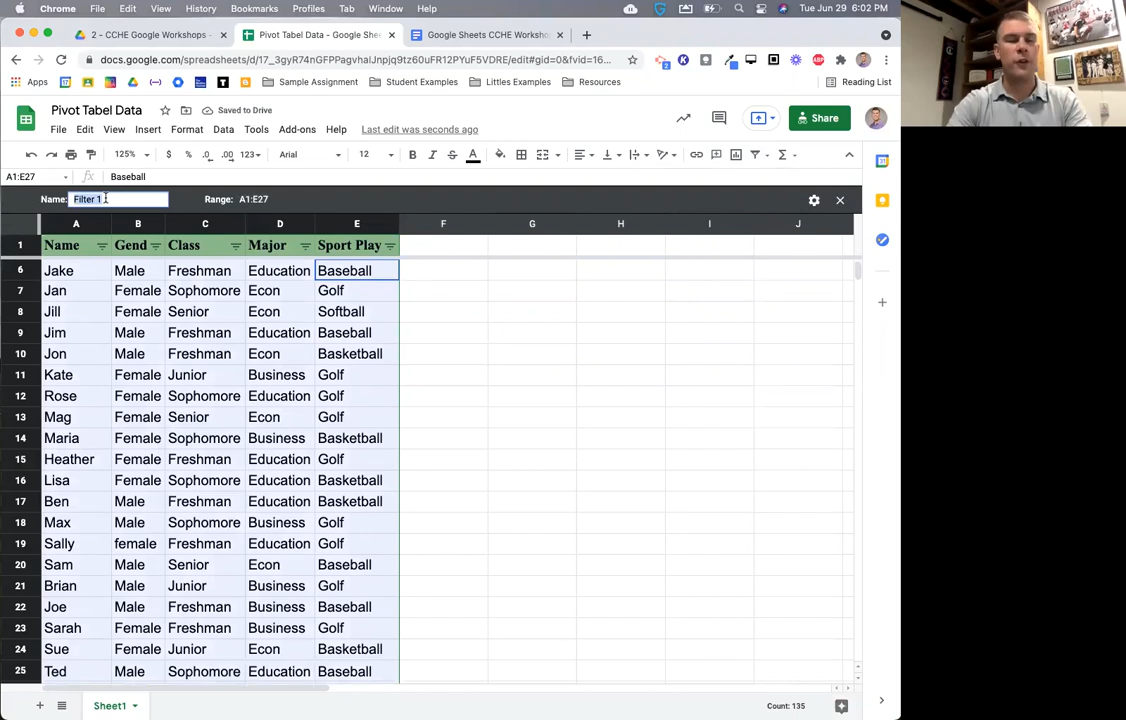 Chrome File Edit View History Bookmarks Profiles Tab Window Help Tue Jun 29 6:02 PM
2 - CCHE Google Workshops - Pivot Tabel Data - Google Shee Google Sheets CCHE Worksho
docs.google.com/spreadsheets/d/17_3gyR74nGFPPagvhalJnpjq9tz60uFR12PYuF5VDRE/edit#gid=0&fvid=16...
Apps Sample Assignment Student Examples Littles Examples Resources Reading List
Pivot Tabel Data Saved to Drive
File Edit View Insert Format Data Tools Add-ons Help Last edit was seconds ago Share
125% $ % .0 .00 123 Arial 12 B I S A
A1:E27 fx Baseball
Name: Filter 1 Range: A1:E27
A B C D E F G H I J
1 Name Gend Class Major Sport Play
6 Jake Male Freshman Education Baseball
7 Jan Female Sophomore Econ Golf
8 Jill Female Senior Econ Softball
9 Jim Male Freshman Education Baseball
10 Jon Male Freshman Econ Basketball
11 Kate Female Junior Business Golf
12 Rose Female Sophomore Education Golf
13 Mag Female Senior Econ Golf
14 Maria Female Sophomore Business Basketball
15 Heather Female Freshman Education Golf
16 Lisa Female Sophomore Education Basketball
17 Ben Male Freshman Education Basketball
18 Max Male Sophomore Business Golf
19 Sally female Freshman Education Golf
20 Sam Male Senior Econ Baseball
21 Brian Male Junior Business Golf
22 Joe Male Freshman Business Baseball
23 Sarah Female Freshman Business Golf
24 Sue Female Junior Econ Basketball
25 Ted Male Sophomore Education Baseball
Sheet1 Count: 135